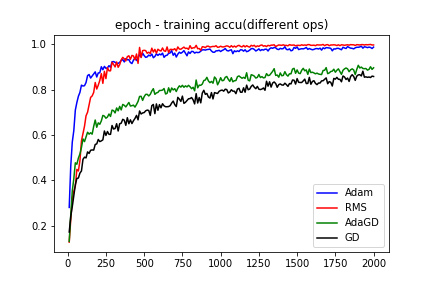 epoch - training accu(different ops)
1.0
0.8
0.6
0.4
0.2
0 250 500 750 1000 1250 1500 1750 2000
Adam
RMS
AdaGD
GD